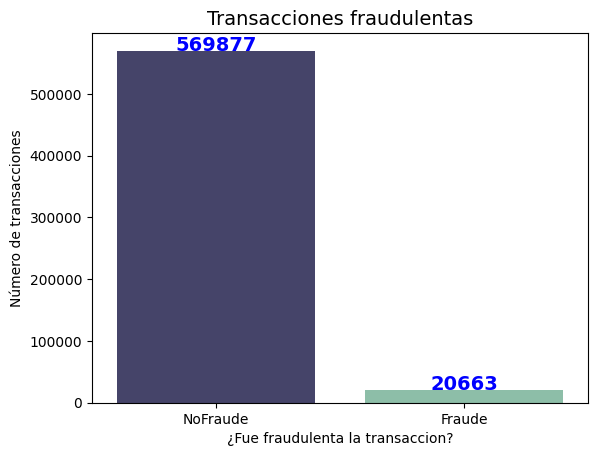 Transacciones fraudulentas
569877
20663
Número de transacciones
500000
400000
300000
200000
100000
0
NoFraude
Fraude
¿Fue fraudulenta la transaccion?